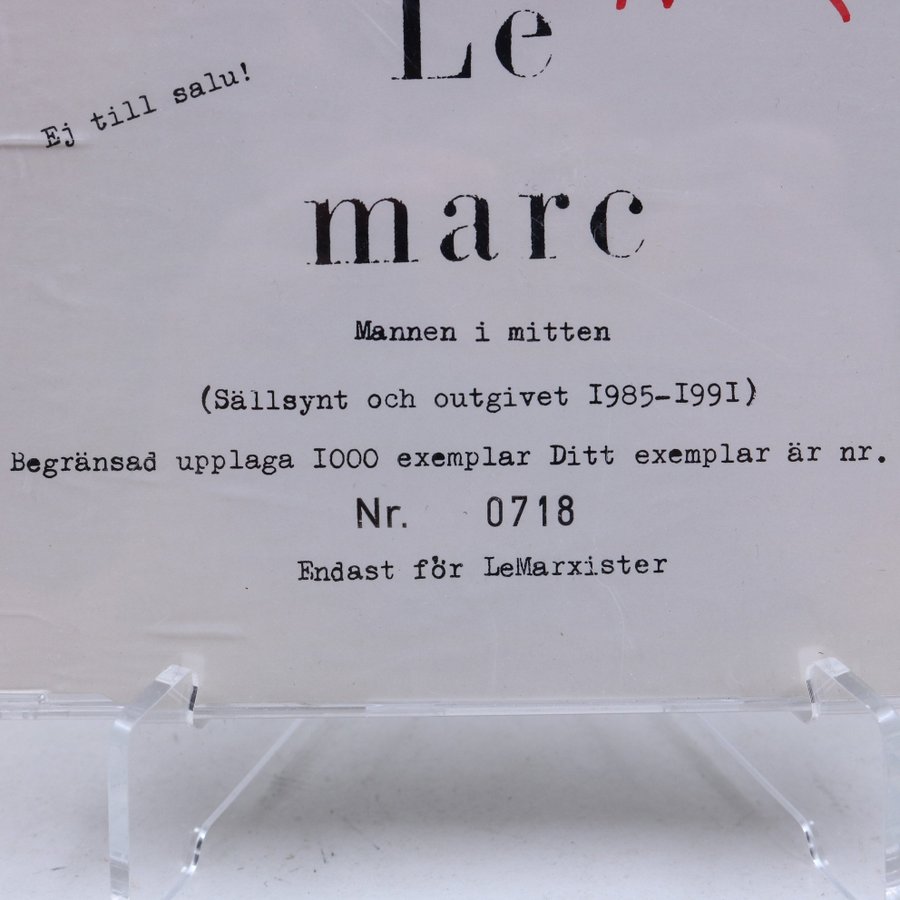 Le
Ej till salu!
marc
Mannen i mitten
(Sällsynt och outgivet I985-I99I)
Begränsad upplaga I000 exemplar Ditt exemplar är nr.
Nr. 0718
Endast för LeMarxister